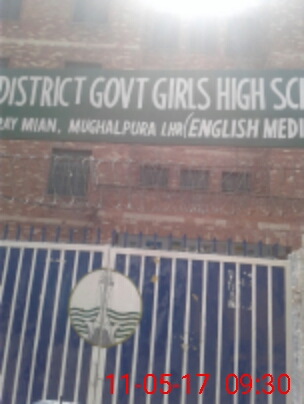 DISTRICT GOVT GIRLS HIGH SC
RAY MIAN, MUGHALPURA LHR (ENGLISH MEDI
11-05-17 09:30